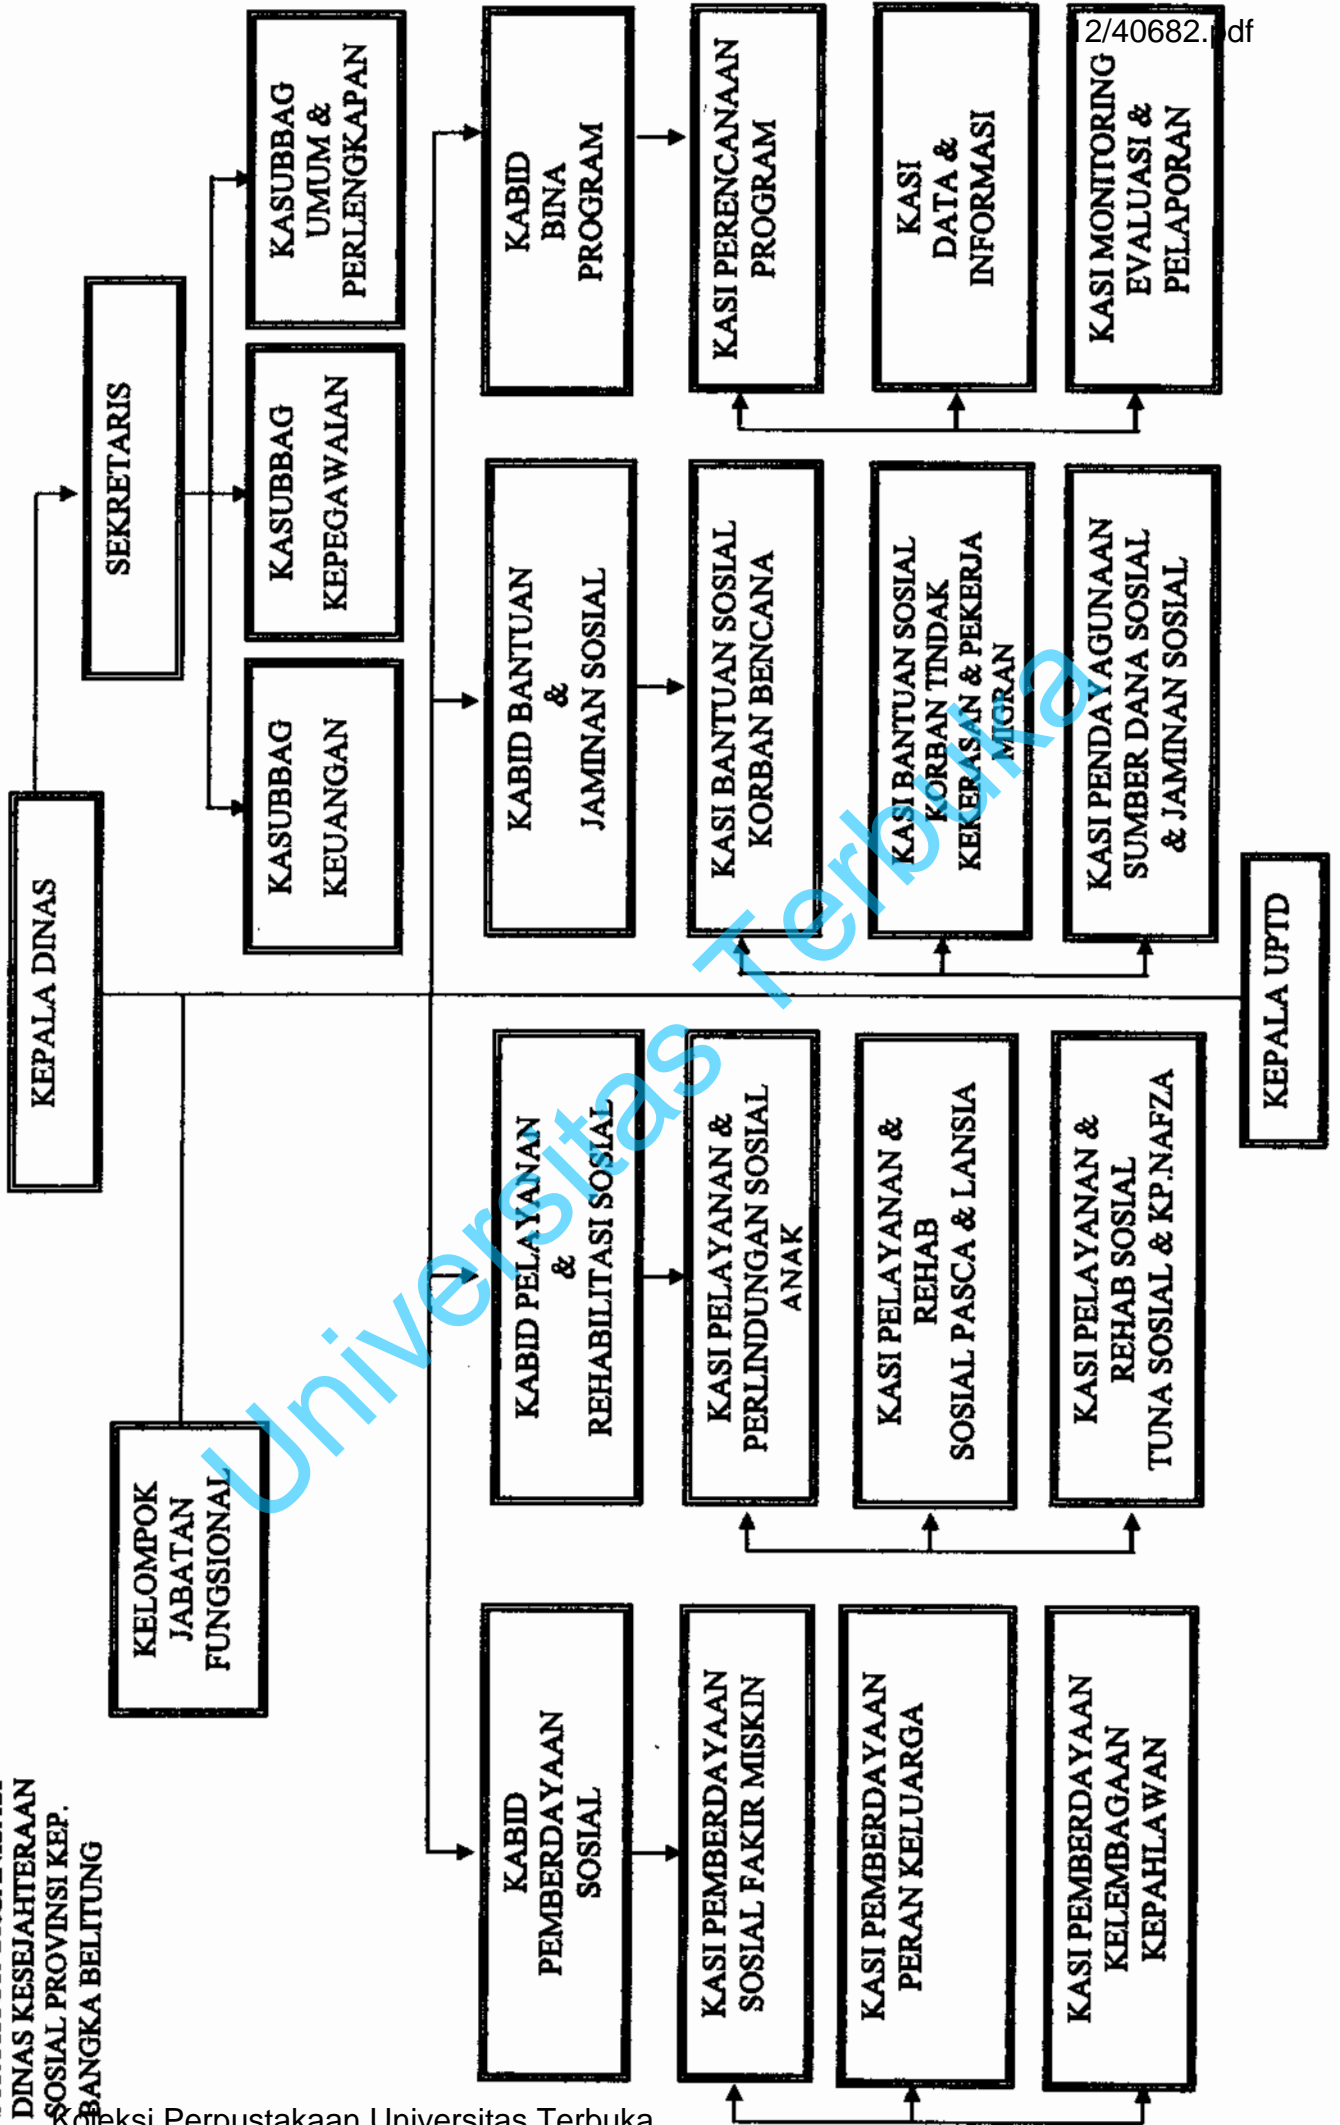 12/40682.pdf
DINAS KESEJAHTERAAN
SOSIAL PROVINSI KEP.
BANGKA BELITUNG
KEPALA DINAS
KELOMPOK
JABATAN
FUNGSIONAL
SEKRETARIS
KASUBBAG
KEUANGAN
KASUBBAG
KEPEGAWAIAN
KASUBBAG
UMUM &
PERLENGKAPAN
KABID
PEMBERDAYAAN
SOSIAL
KABID PELAYANAN
&
REHABILITASI SOSIAL
KABID BANTUAN
&
JAMINAN SOSIAL
KABID
BINA
PROGRAM
KASI PEMBERDAYAAN
SOSIAL FAKIR MISKIN
KASI PELAYANAN &
PERLINDUNGAN SOSIAL
ANAK
KASI BANTUAN SOSIAL
KORBAN BENCANA
KASI PERENCANAAN
PROGRAM
KASI PEMBERDAYAAN
PERAN KELUARGA
KASI PELAYANAN &
REHAB
SOSIAL PASCA & LANSIA
KASI BANTUAN SOSIAL
KORBAN TINDAK
KEKERASAN & PEKERJA
MIGRAN
KASI
DATA &
INFORMASI
KASI PEMBERDAYAAN
KELEMBAGAAN
KEPAHLAWAN
KASI PELAYANAN &
REHAB SOSIAL
TUNA SOSIAL & KP.NAFZA
KASI PENDAYAGUNAAN
SUMBER DANA SOSIAL
& JAMINAN SOSIAL
KASI MONITORING
EVALUASI &
PELAPORAN
KEPALA UPTD
Universitas Terbuka
Koleksi Perpustakaan Universitas Terbuka